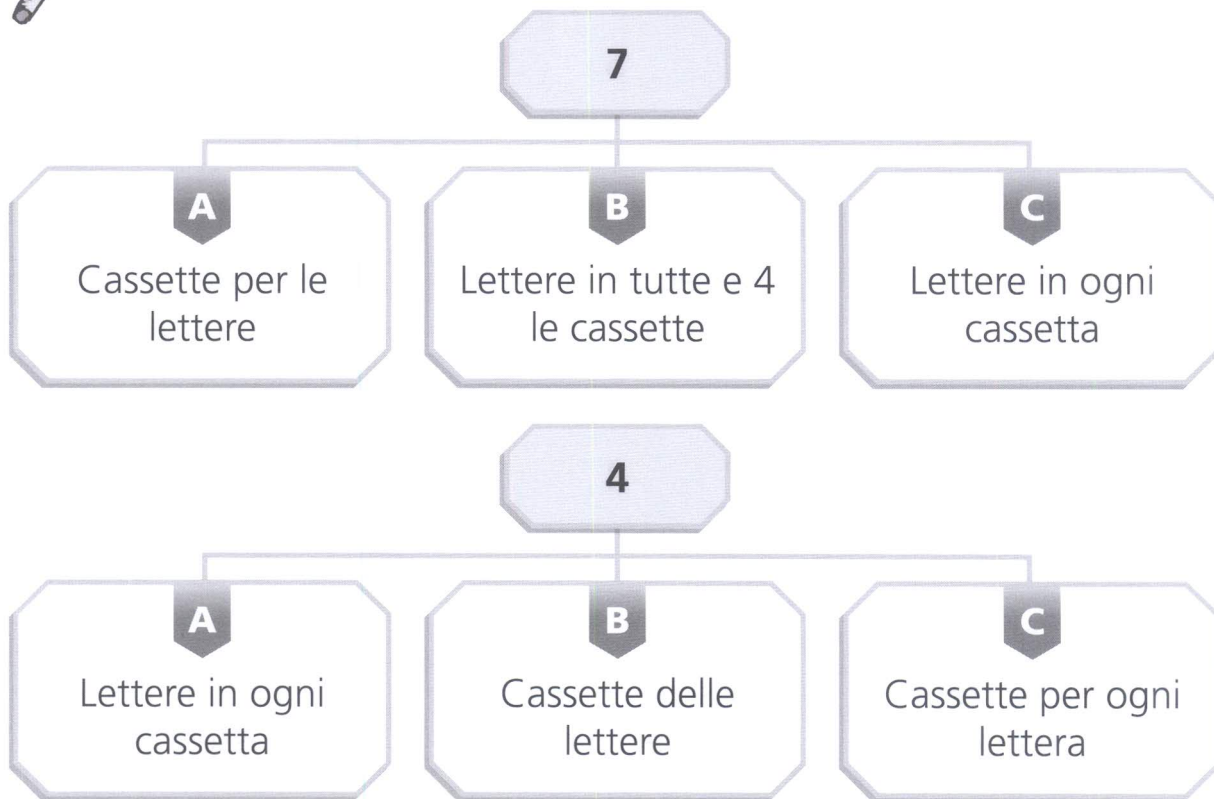 7
A
Cassette per le
lettere
B
Lettere in tutte e 4
le cassette
C
Lettere in ogni
cassetta
4
A
Lettere in ogni
cassetta
B
Cassette delle
lettere
C
Cassette per ogni
lettera